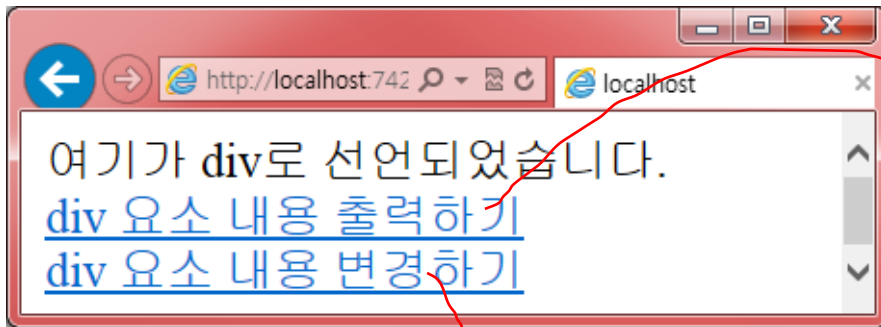 http://localhost:742
localhost
여기가 div로 선언되었습니다.
div 요소 내용 출력하기
div 요소 내용 변경하기